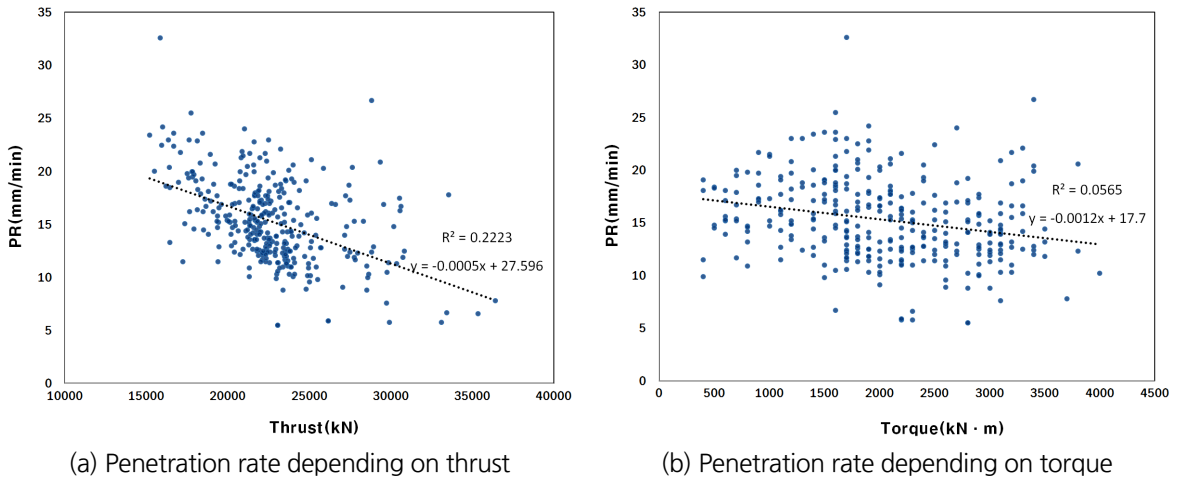 35
30
25
20
15
10
5
0
PR(mm/min)
R² = 0.2223
y = -0.0005x + 27.596
10000 15000 20000 25000 30000 35000 40000
Thrust(kN)
(a) Penetration rate depending on thrust
35
30
25
20
15
10
5
0
PR(mm/min)
R² = 0.0565
y = -0.0012x + 17.7
0 500 1000 1500 2000 2500 3000 3500 4000 4500
Torque(kN · m)
(b) Penetration rate depending on torque